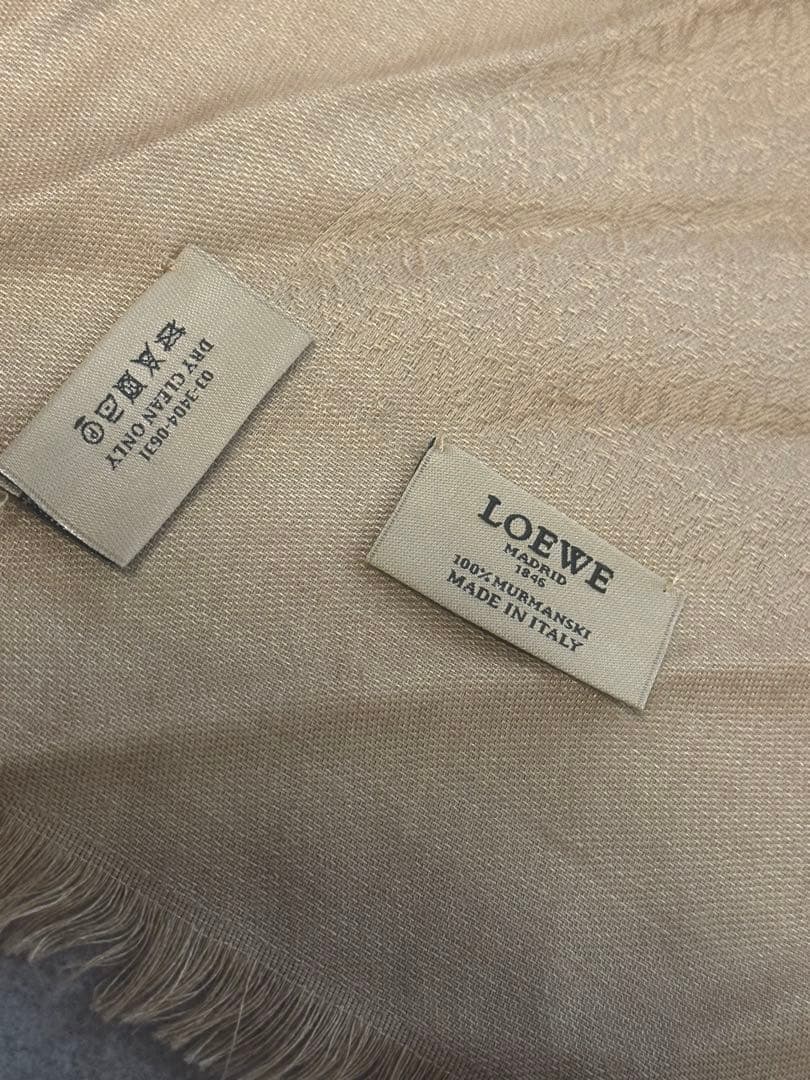 03-3404-0631
DRY CLEAN ONLY
P
LOEWE
MADRID
1846
100% MURMANSKI
MADE IN ITALY